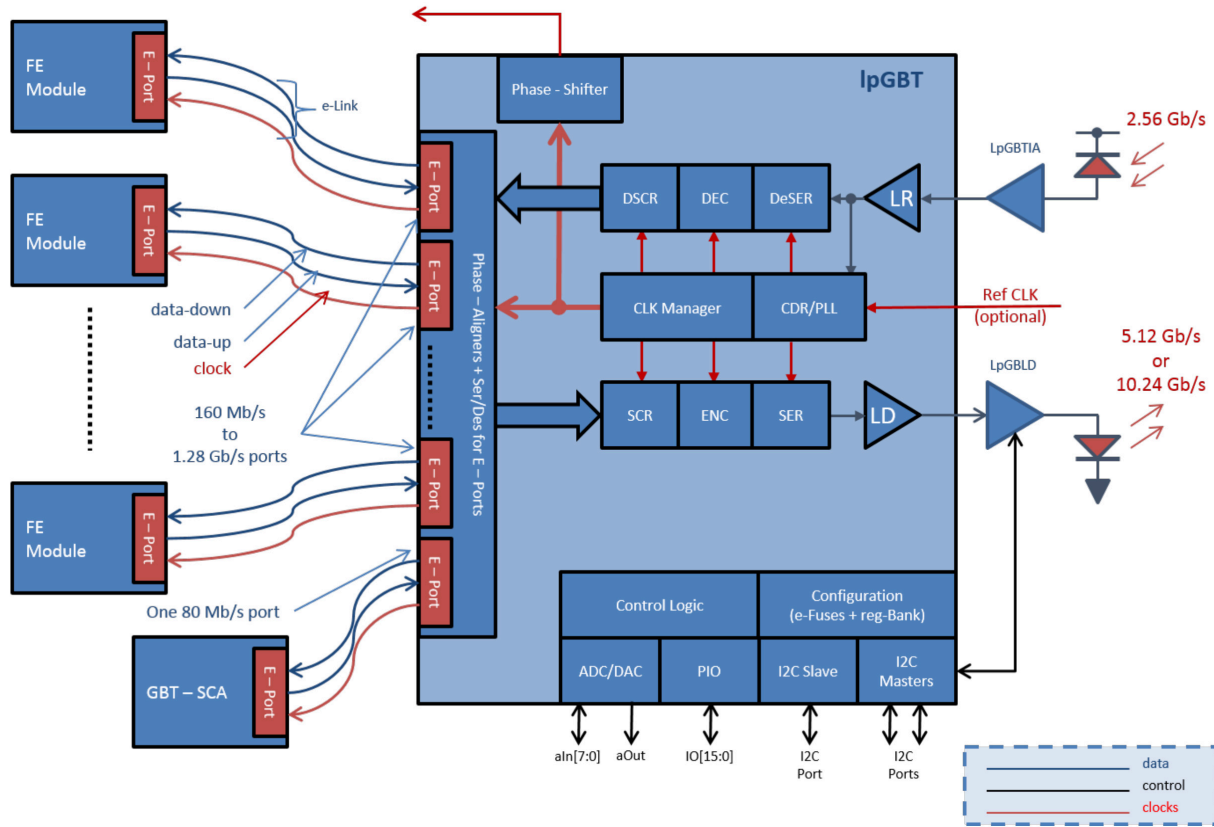 FE
Module
E – Port
e-Link
Phase - Shifter
lpGBT
2.56 Gb/s
LpGBTIA
E – Port
DSCR
DEC
DeSER
LR
FE
Module
E – Port
E – Port
data-down
data-up
clock
Phase – Aligners + Ser/Des for E – Ports
CLK Manager
CDR/PLL
Ref CLK
(optional)
5.12 Gb/s
or
10.24 Gb/s
LpGBLD
SCR
ENC
SER
LD
160 Mb/s
to
1.28 Gb/s ports
E – Port
FE
Module
E – Port
E – Port
One 80 Mb/s port
GBT – SCA
E – Port
Control Logic
Configuration
(e-Fuses + reg-Bank)
ADC/DAC
PIO
I2C Slave
I2C
Masters
aIn[7:0]
aOut
IO[15:0]
I2C
Port
I2C
Ports
data
control
clocks